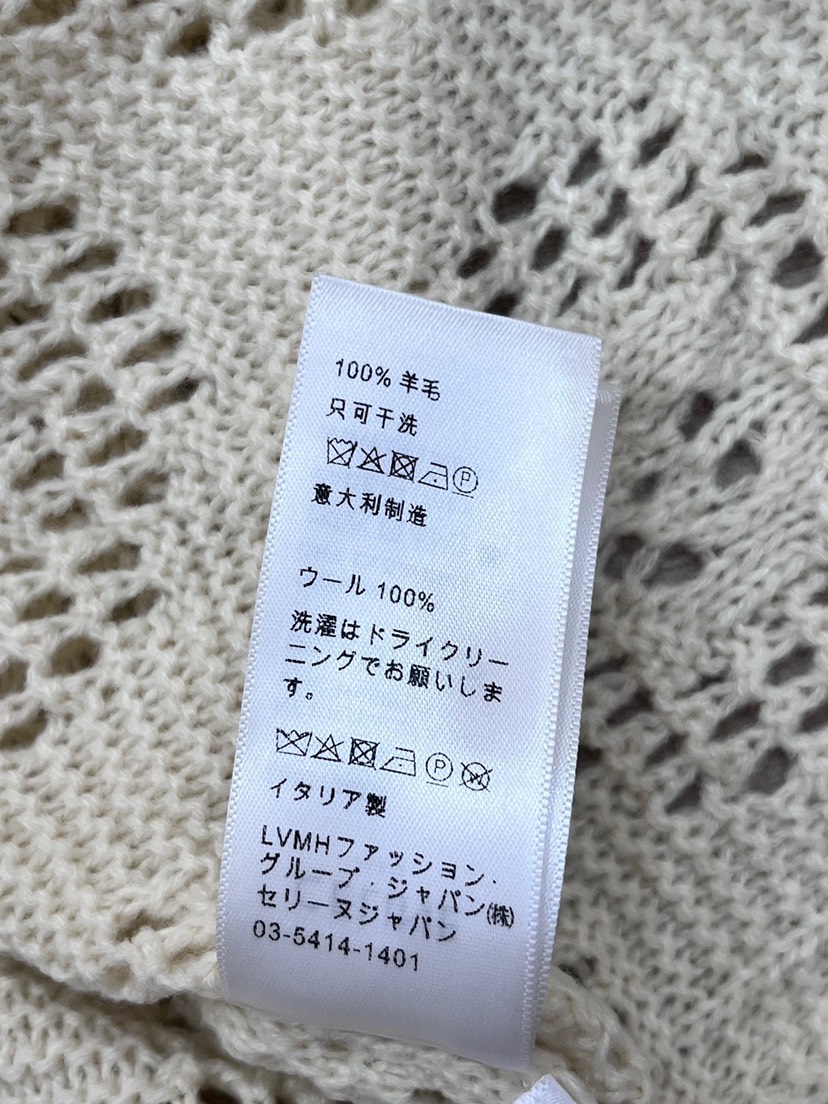 100% 羊毛
只可干洗
P
意大利制造
ウール 100%
洗濯はドライクリー
ニングでお願いしま
す。
P W
イタリア製
LVMHファッション・
グループ・ジャパン㈱
セリーヌジャパン
03-5414-1401